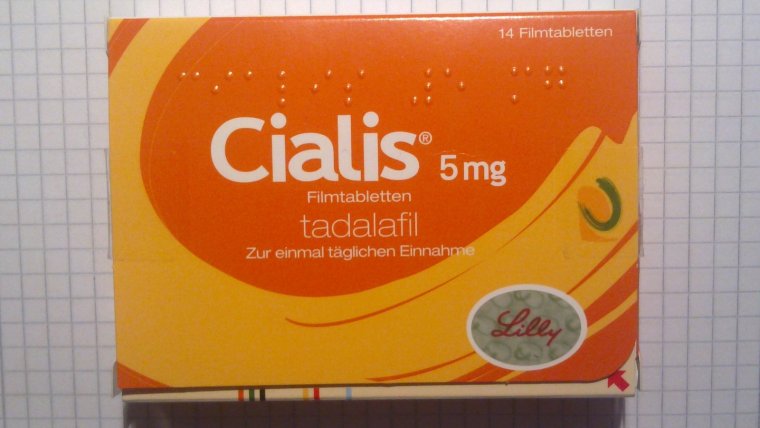 14 Filmtabletten
Cialis® 5 mg
Filmtabletten
tadalafil
Zur einmal täglichen Einnahme
Lilly